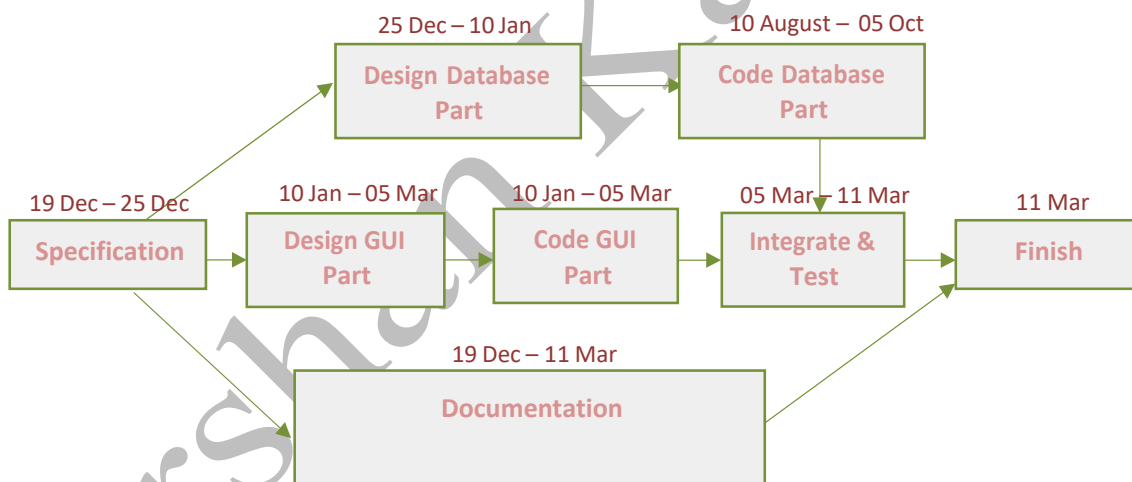 25 Dec – 10 Jan
10 August – 05 Oct
Design Database
Part
Code Database
Part
19 Dec – 25 Dec
10 Jan – 05 Mar
10 Jan – 05 Mar
05 Mar – 11 Mar
11 Mar
Specification
Design GUI
Part
Code GUI
Part
Integrate &
Test
Finish
19 Dec – 11 Mar
Documentation